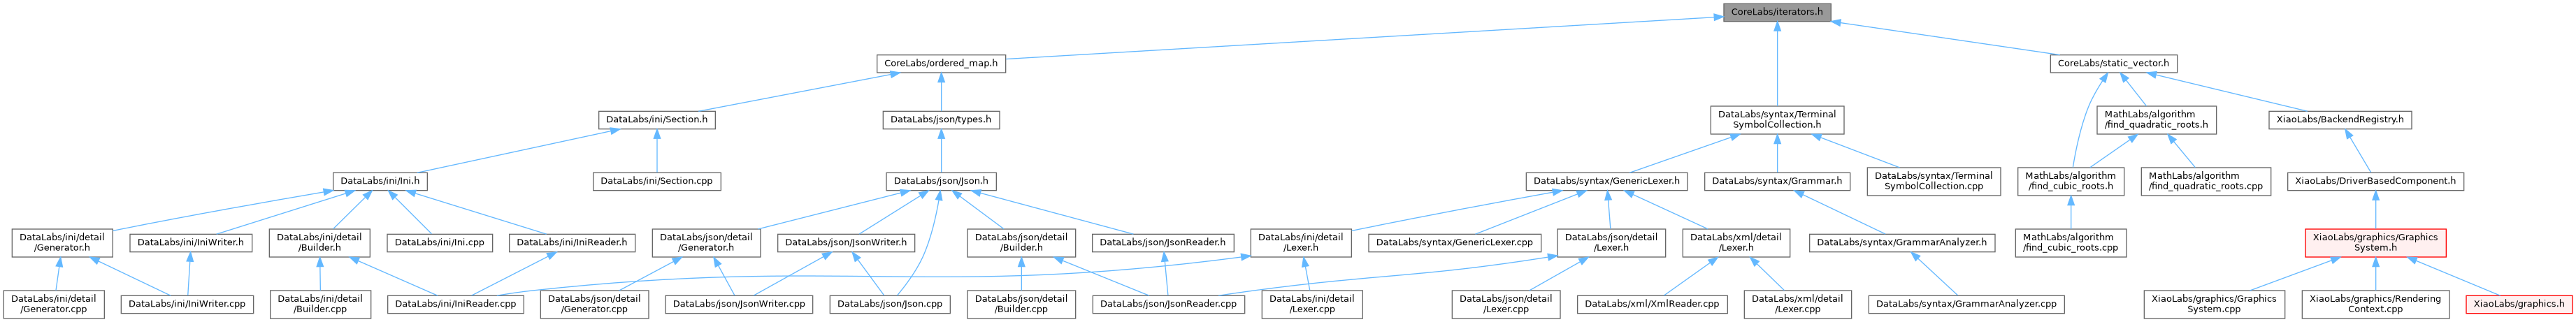 CoreLabs/iterators.h
CoreLabs/ordered_map.h
CoreLabs/static_vector.h
DataLabs/ini/Section.h
DataLabs/json/types.h
DataLabs/syntax/Terminal
SymbolCollection.h
MathLabs/algorithm
/find_quadratic_roots.h
XiaoLabs/BackendRegistry.h
DataLabs/ini/Ini.h
DataLabs/ini/Section.cpp
DataLabs/json/Json.h
DataLabs/syntax/GenericLexer.h
DataLabs/syntax/Grammar.h
DataLabs/syntax/Terminal
SymbolCollection.cpp
MathLabs/algorithm
/find_cubic_roots.h
MathLabs/algorithm
/find_quadratic_roots.cpp
XiaoLabs/DriverBasedComponent.h
DataLabs/ini/detail
/Generator.h
DataLabs/ini/IniWriter.h
DataLabs/ini/detail
/Builder.h
DataLabs/ini/Ini.cpp
DataLabs/ini/IniReader.h
DataLabs/json/detail
/Generator.h
DataLabs/json/JsonWriter.h
DataLabs/json/detail
/Builder.h
DataLabs/json/JsonReader.h
DataLabs/ini/detail
/Lexer.h
DataLabs/syntax/GenericLexer.cpp
DataLabs/json/detail
/Lexer.h
DataLabs/xml/detail
/Lexer.h
DataLabs/syntax/GrammarAnalyzer.h
MathLabs/algorithm
/find_cubic_roots.cpp
XiaoLabs/graphics/Graphics
System.h
DataLabs/ini/detail
/Generator.cpp
DataLabs/ini/IniWriter.cpp
DataLabs/ini/detail
/Builder.cpp
DataLabs/ini/IniReader.cpp
DataLabs/json/detail
/Generator.cpp
DataLabs/json/JsonWriter.cpp
DataLabs/json/Json.cpp
DataLabs/json/detail
/Builder.cpp
DataLabs/json/JsonReader.cpp
DataLabs/ini/detail
/Lexer.cpp
DataLabs/json/detail
/Lexer.cpp
DataLabs/xml/XmlReader.cpp
DataLabs/xml/detail
/Lexer.cpp
DataLabs/syntax/GrammarAnalyzer.cpp
XiaoLabs/graphics/Graphics
System.cpp
XiaoLabs/graphics/Rendering
Context.cpp
XiaoLabs/graphics.h